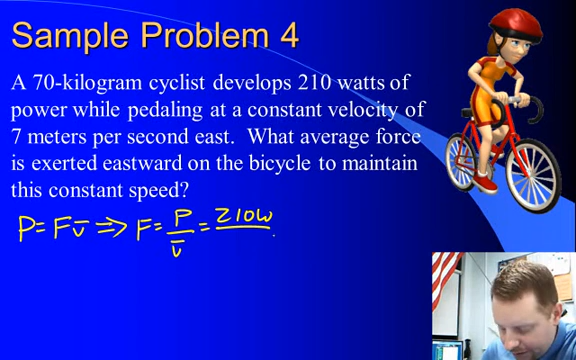 Sample Problem 4
A 70-kilogram cyclist develops 210 watts of
power while pedaling at a constant velocity of
7 meters per second east.  What average force
is exerted eastward on the bicycle to maintain
this constant speed?
P = Fv̅ ⇒ F = P/v̅ = 210W